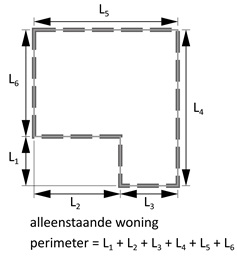 L₅
L₆
L₄
L₁
L₂
L₃
alleenstaande woning
perimeter = L₁ + L₂ + L₃ + L₄ + L₅ + L₆